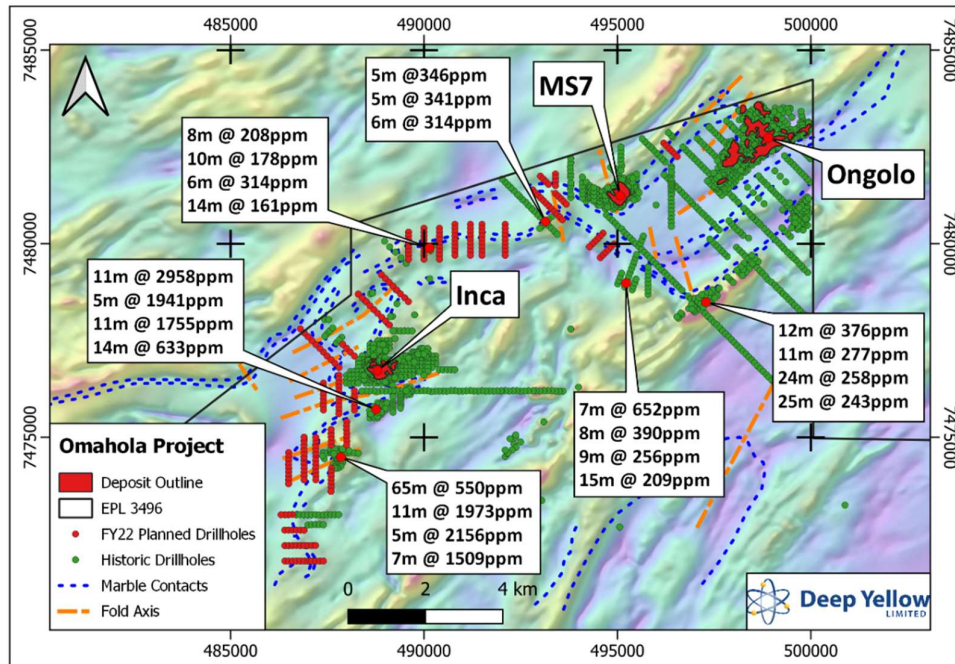 485000
490000
495000
500000
7485000
7485000
5m @346ppm
5m @ 341ppm
6m @ 314ppm
MS7
8m @ 208ppm
10m @ 178ppm
6m @ 314ppm
14m @ 161ppm
Ongolo
7480000
7480000
11m @ 2958ppm
5m @ 1941ppm
11m @ 1755ppm
14m @ 633ppm
Inca
12m @ 376ppm
11m @ 277ppm
24m @ 258ppm
25m @ 243ppm
7m @ 652ppm
8m @ 390ppm
9m @ 256ppm
15m @ 209ppm
7475000
7475000
65m @ 550ppm
11m @ 1973ppm
5m @ 2156ppm
7m @ 1509ppm
Omahola Project
Deposit Outline
EPL 3496
FY22 Planned Drillholes
Historic Drillholes
Marble Contacts
Fold Axis
0 2 4 km
Deep Yellow
LIMITED
485000
490000
495000
500000